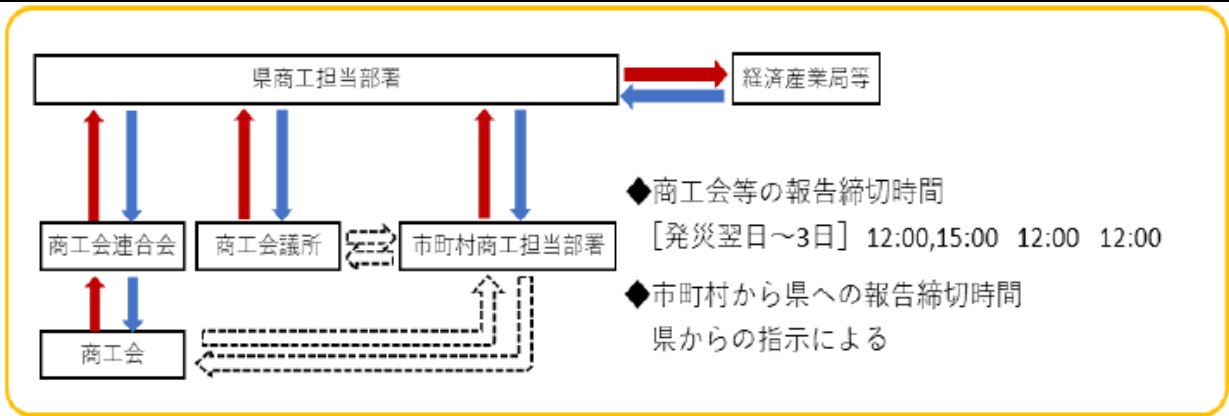 県商工担当部署
経済産業局等
商工会連合会
商工会議所
市町村商工担当部署
商工会
◆商工会等の報告締切時間
［発災翌日～3日］ 12:00,15:00 12:00 12:00
◆市町村から県への報告締切時間
県からの指示による